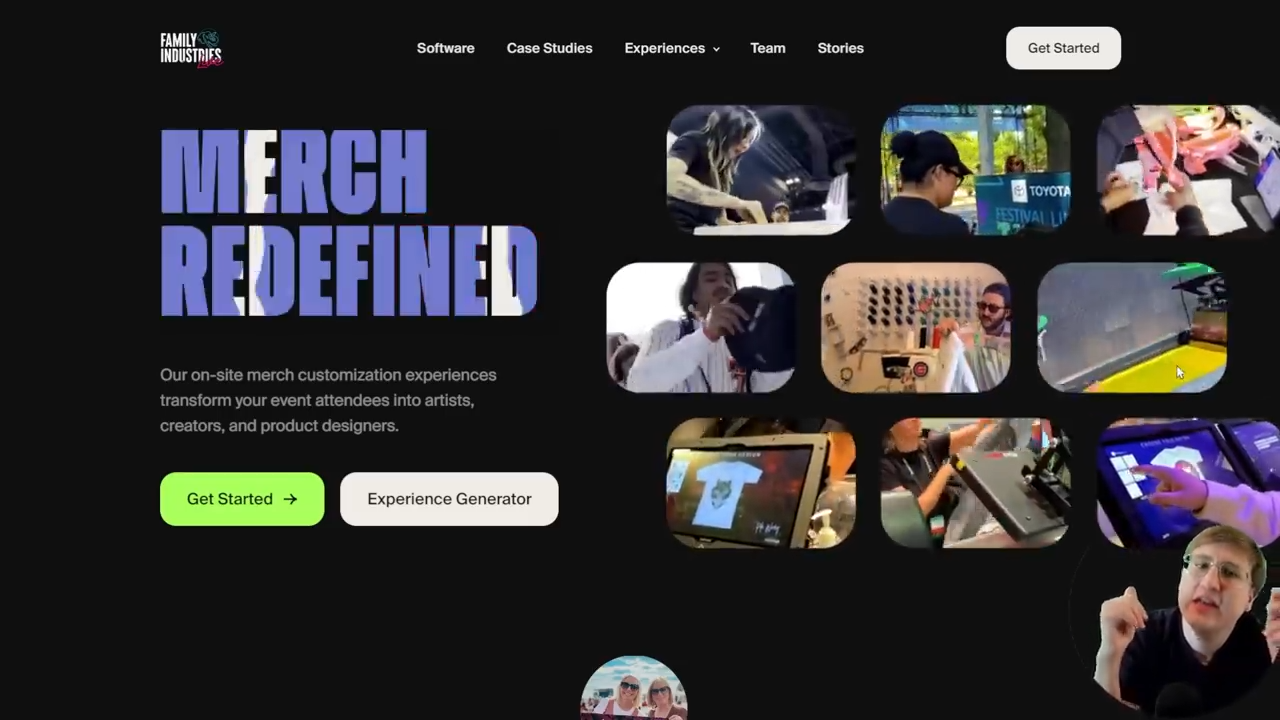 FAMILY
INDUSTRIES
Live
Software
Case Studies
Experiences
Team
Stories
Get Started
MERCH
REDEFINED
Our on-site merch customization experiences
transform your event attendees into artists,
creators, and product designers.
Get Started
Experience Generator
TOYOTA
FESTIVAL